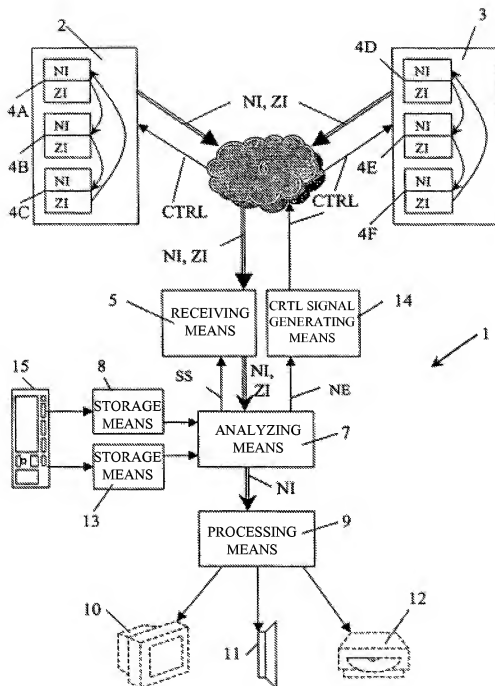 2
3
NI
ZI
4A
NI
ZI
4B
NI
ZI
4C
4D
NI
ZI
4E
NI
ZI
4F
NI
ZI
NI, ZI
6
CTRL
CTRL
NI, ZI
5
RECEIVING
MEANS
CRTL SIGNAL
GENERATING
MEANS
14
1
15
8
STORAGE
MEANS
SS
NI,
ZI
NE
STORAGE
MEANS
13
ANALYZING
MEANS
7
NI
PROCESSING
MEANS
9
10
11
12